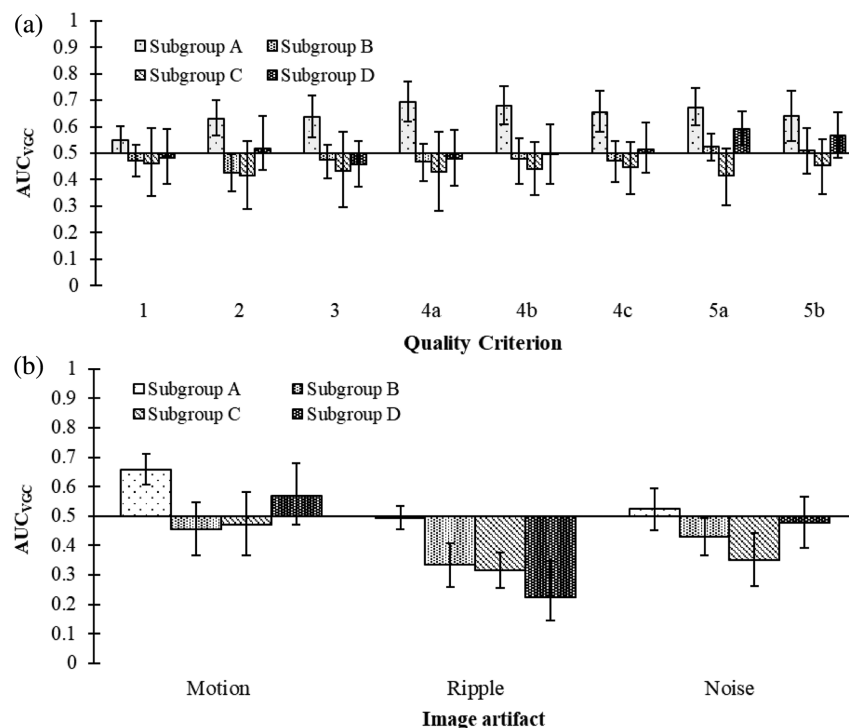 (a)
1
0.9
0.8
0.7
0.6
0.5
0.4
0.3
0.2
0.1
0
AUCVGC
Subgroup A Subgroup B
Subgroup C Subgroup D
1 2 3 4a 4b 4c 5a 5b
Quality Criterion
(b)
1
0.9
0.8
0.7
0.6
0.5
0.4
0.3
0.2
0.1
0
AUCVGC
Subgroup A Subgroup B
Subgroup C Subgroup D
Motion Ripple Noise
Image artifact